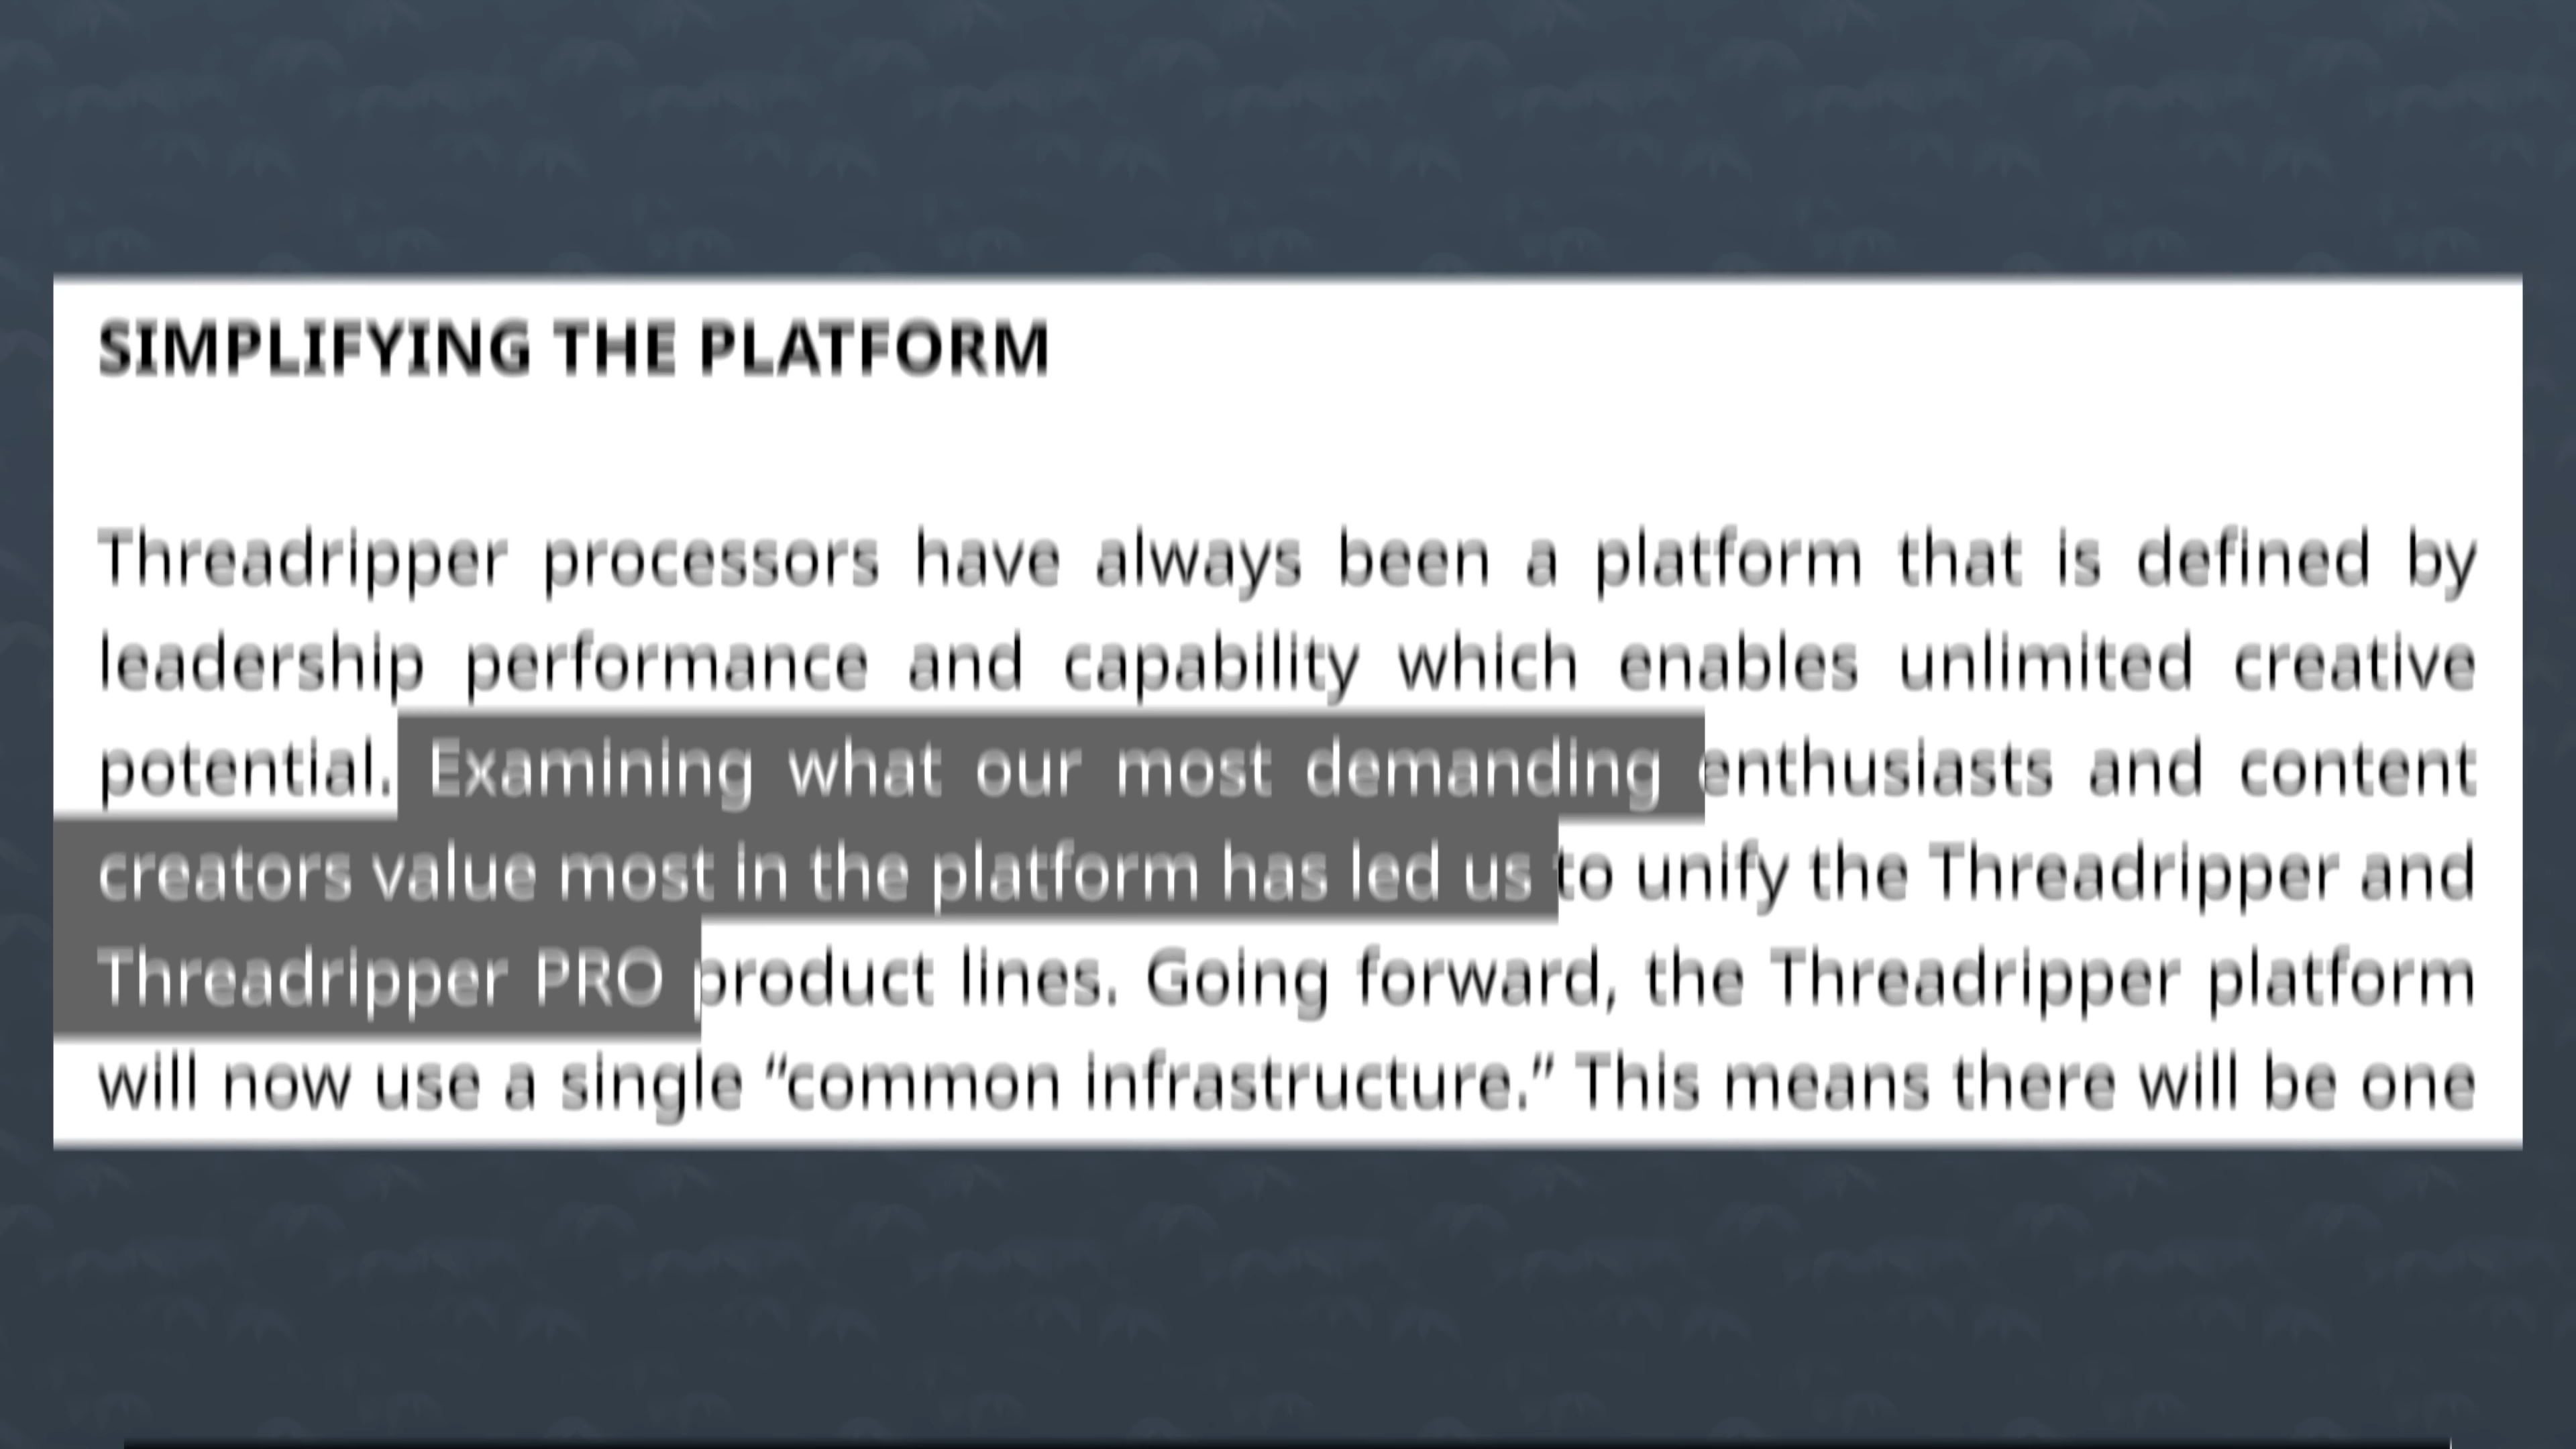 SIMPLIFYING THE PLATFORM
Threadripper processors have always been a platform that is defined by
leadership performance and capability which enables unlimited creative
potential. Examining what our most demanding enthusiasts and content
creators value most in the platform has led us to unify the Threadripper and
Threadripper PRO product lines. Going forward, the Threadripper platform
will now use a single “common infrastructure.” This means there will be one